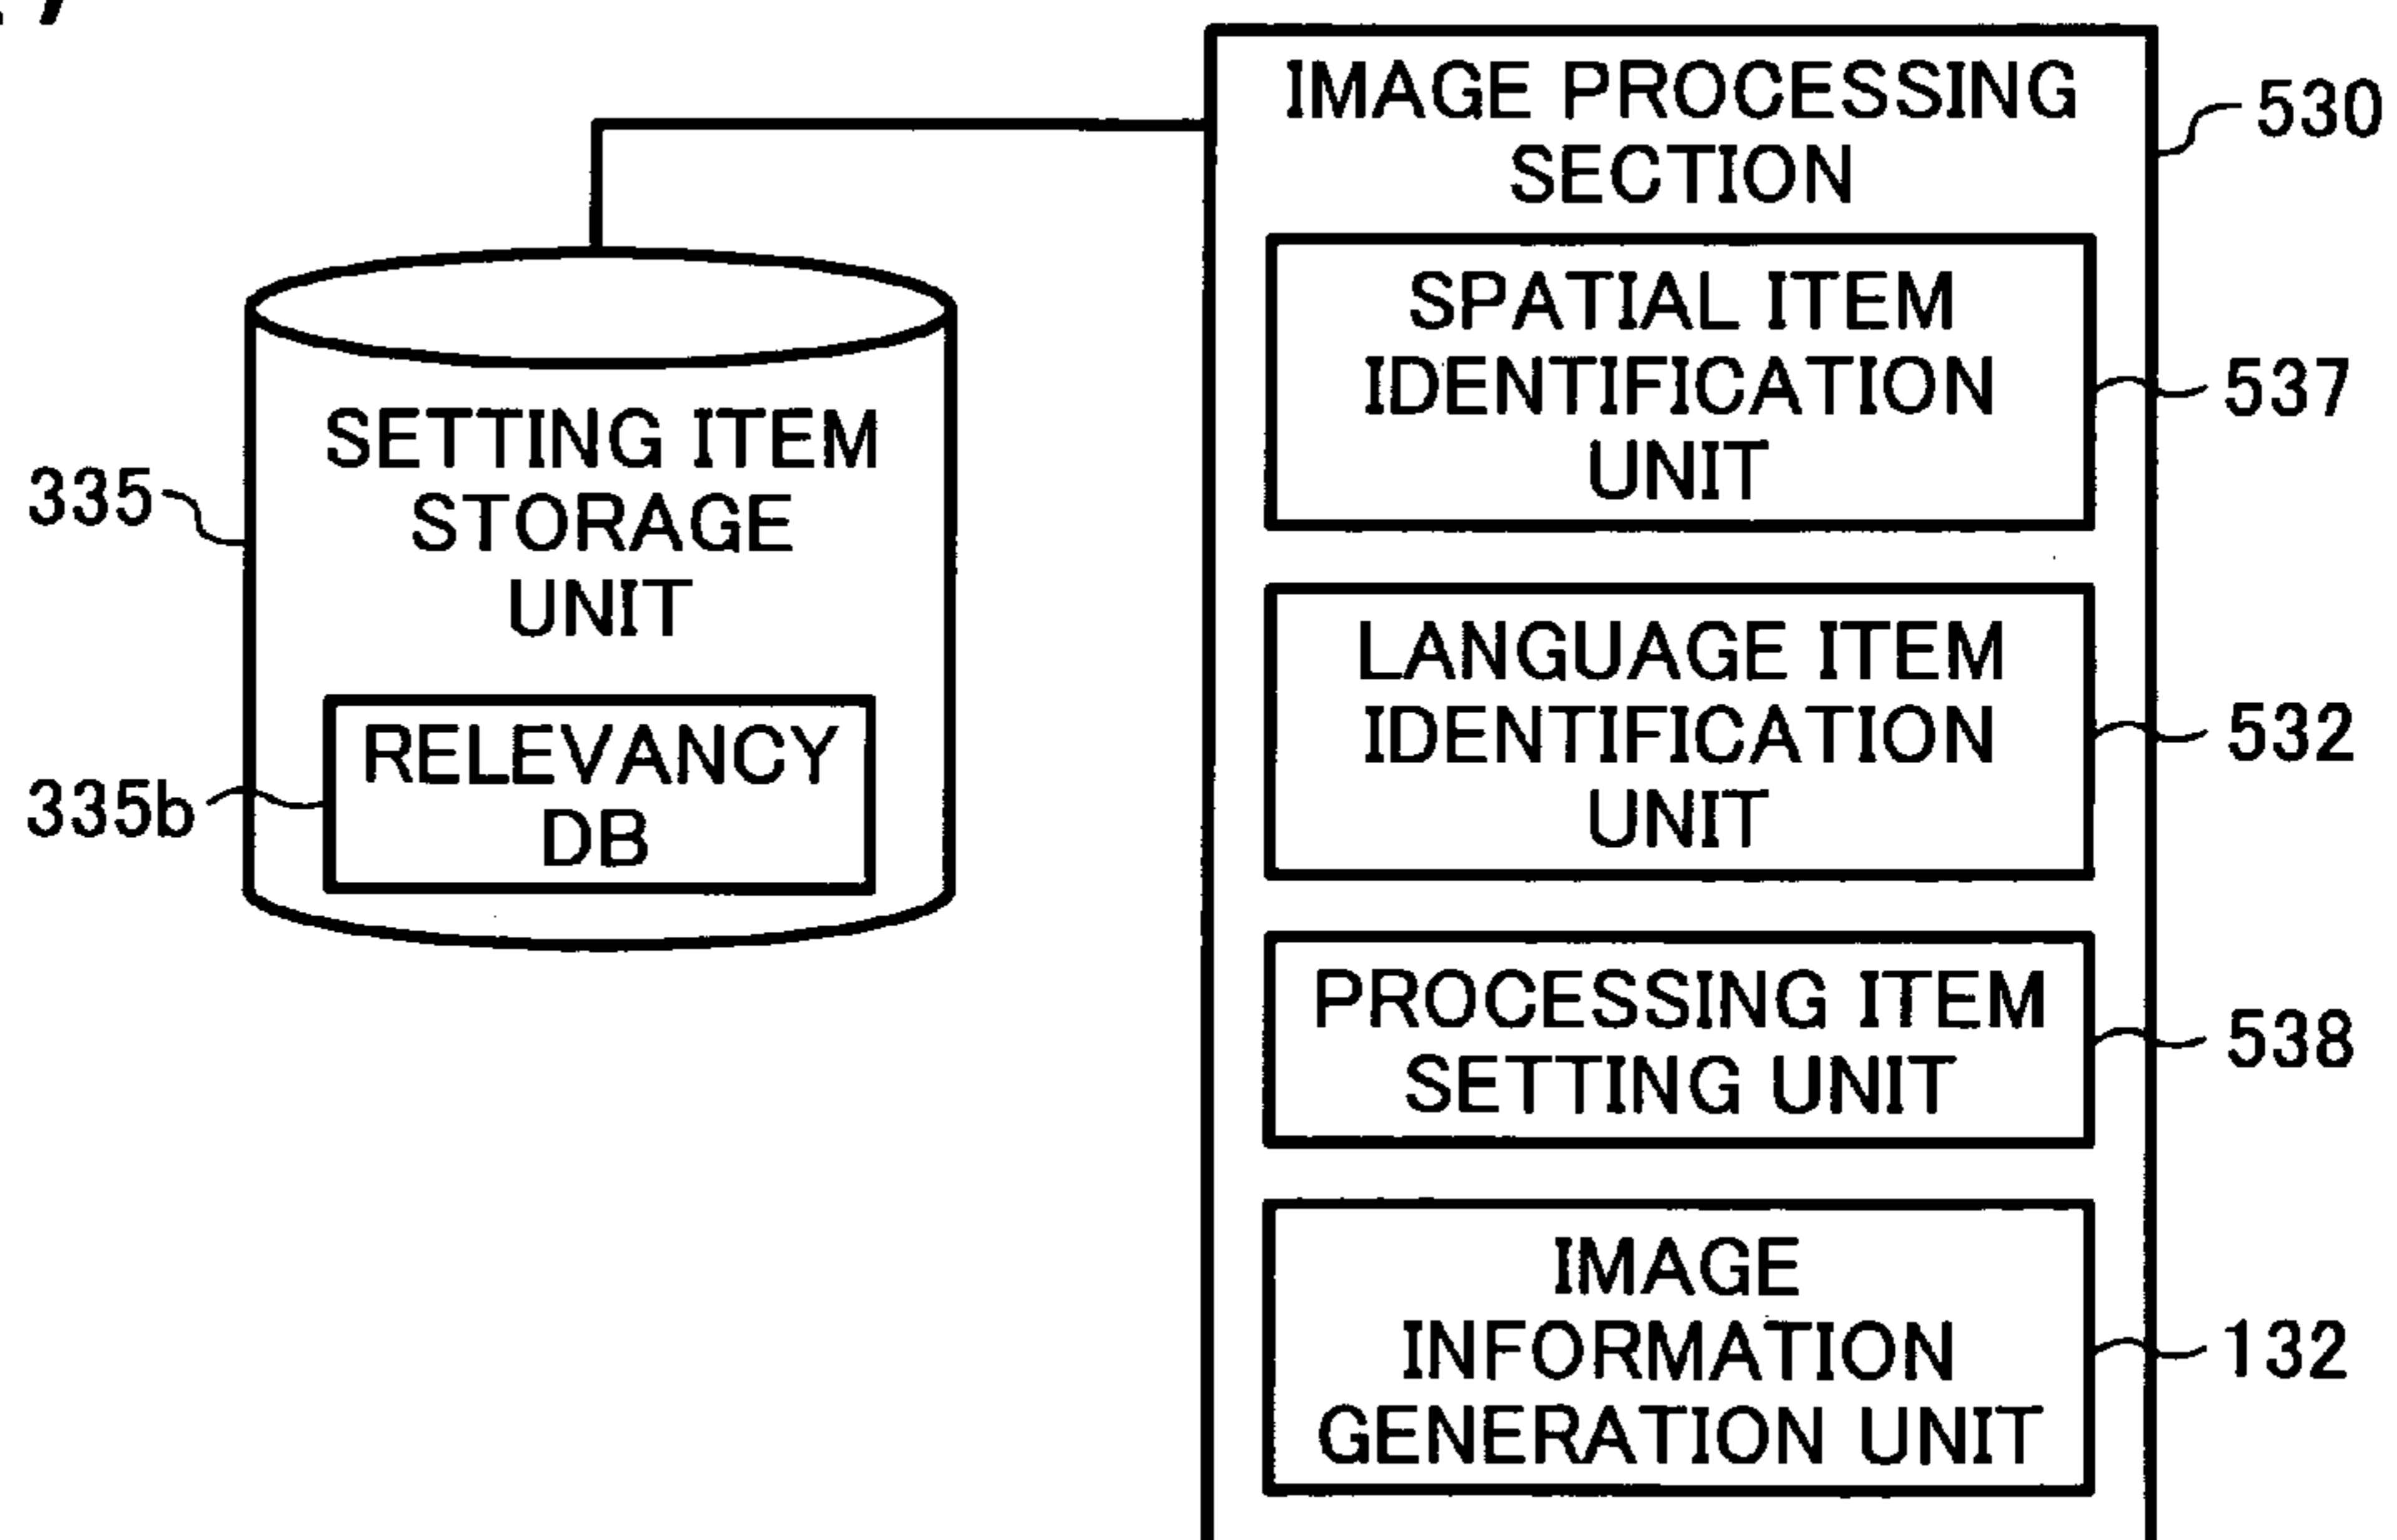 IMAGE PROCESSING
SECTION
530
SPATIAL ITEM
IDENTIFICATION
UNIT
537
LANGUAGE ITEM
IDENTIFICATION
UNIT
532
PROCESSING ITEM
SETTING UNIT
538
IMAGE
INFORMATION
GENERATION UNIT
132
SETTING ITEM
STORAGE
UNIT
335
RELEVANCY
DB
335b